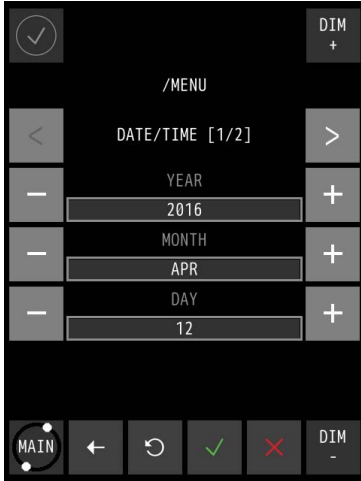 DIM
+
/MENU
< DATE/TIME [1/2] >
YEAR
− 2016 +
MONTH
− APR +
DAY
− 12 +
MAIN
DIM
-